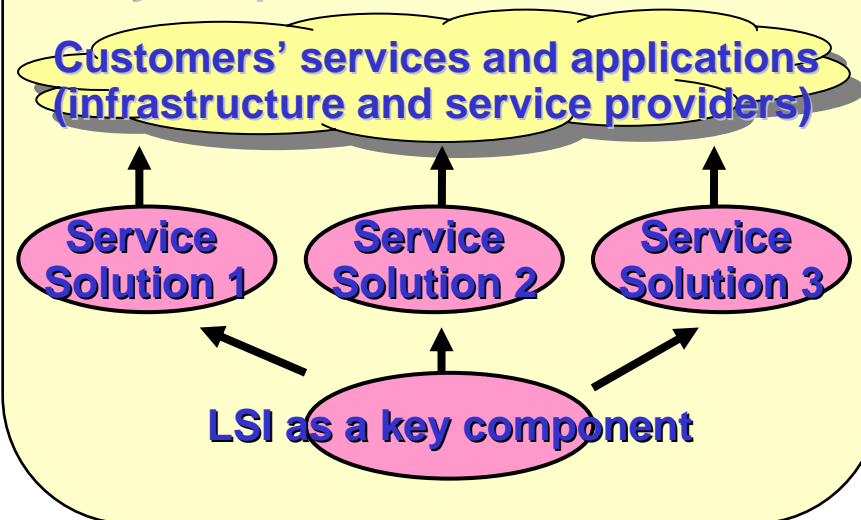 Customers’ services and applications
(infrastructure and service providers)
Service
Solution 1
Service
Solution 2
Service
Solution 3
LSI as a key component